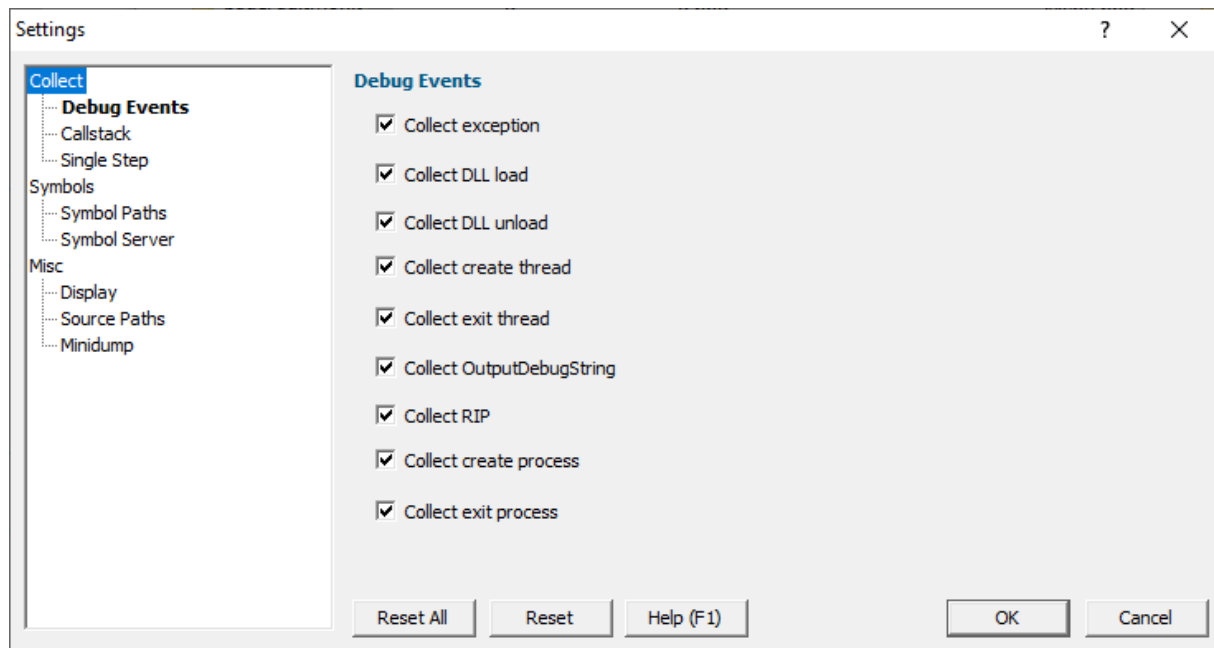 Settings
?
Collect
Debug Events
Callstack
Single Step
Symbols
Symbol Paths
Symbol Server
Misc
Display
Source Paths
Minidump
Debug Events
Collect exception
Collect DLL load
Collect DLL unload
Collect create thread
Collect exit thread
Collect OutputDebugString
Collect RIP
Collect create process
Collect exit process
Reset All
Reset
Help (F1)
OK
Cancel